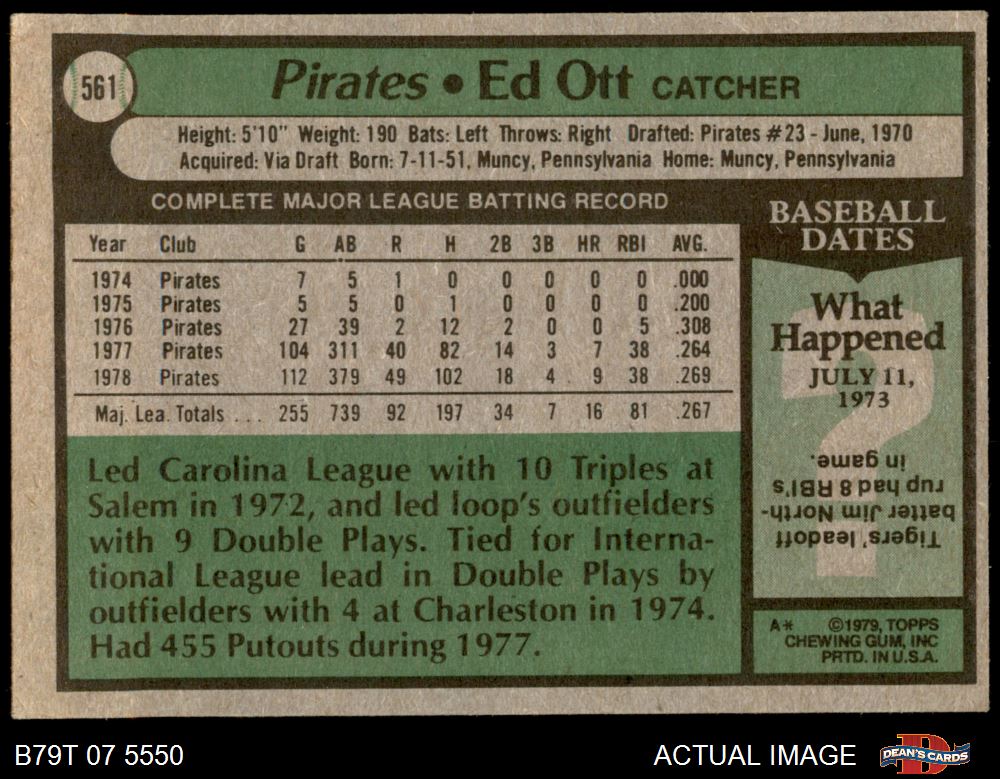 561
Pirates • Ed Ott CATCHER
Height: 5'10" Weight: 190 Bats: Left Throws: Right Drafted: Pirates #23 - June, 1970
Acquired: Via Draft Born: 7-11-51, Muncy, Pennsylvania Home: Muncy, Pennsylvania
COMPLETE MAJOR LEAGUE BATTING RECORD
Year Club G AB R H 2B 3B HR RBI AVG.
1974 Pirates 7 5 1 0 0 0 0 0 .000
1975 Pirates 5 5 0 1 0 0 0 0 .200
1976 Pirates 27 39 2 12 2 0 0 5 .308
1977 Pirates 104 311 40 82 14 3 7 38 .264
1978 Pirates 112 379 49 102 18 4 9 38 .269
Maj. Lea. Totals ... 255 739 92 197 34 7 16 81 .267
Led Carolina League with 10 Triples at
Salem in 1972, and led loop's outfielders
with 9 Double Plays. Tied for Interna-
tional League lead in Double Plays by
outfielders with 4 at Charleston in 1974.
Had 455 Putouts during 1977.
BASEBALL
DATES
What
Happened
JULY 11,
1973
?
Tigers' leadoff
batter Jim North-
rup had 8 RBI's
in game.
A* ©1979, TOPPS
CHEWING GUM, INC
PRTD. IN U.S.A.
B79T 07 5550
ACTUAL IMAGE
D
DEAN'S CARDS